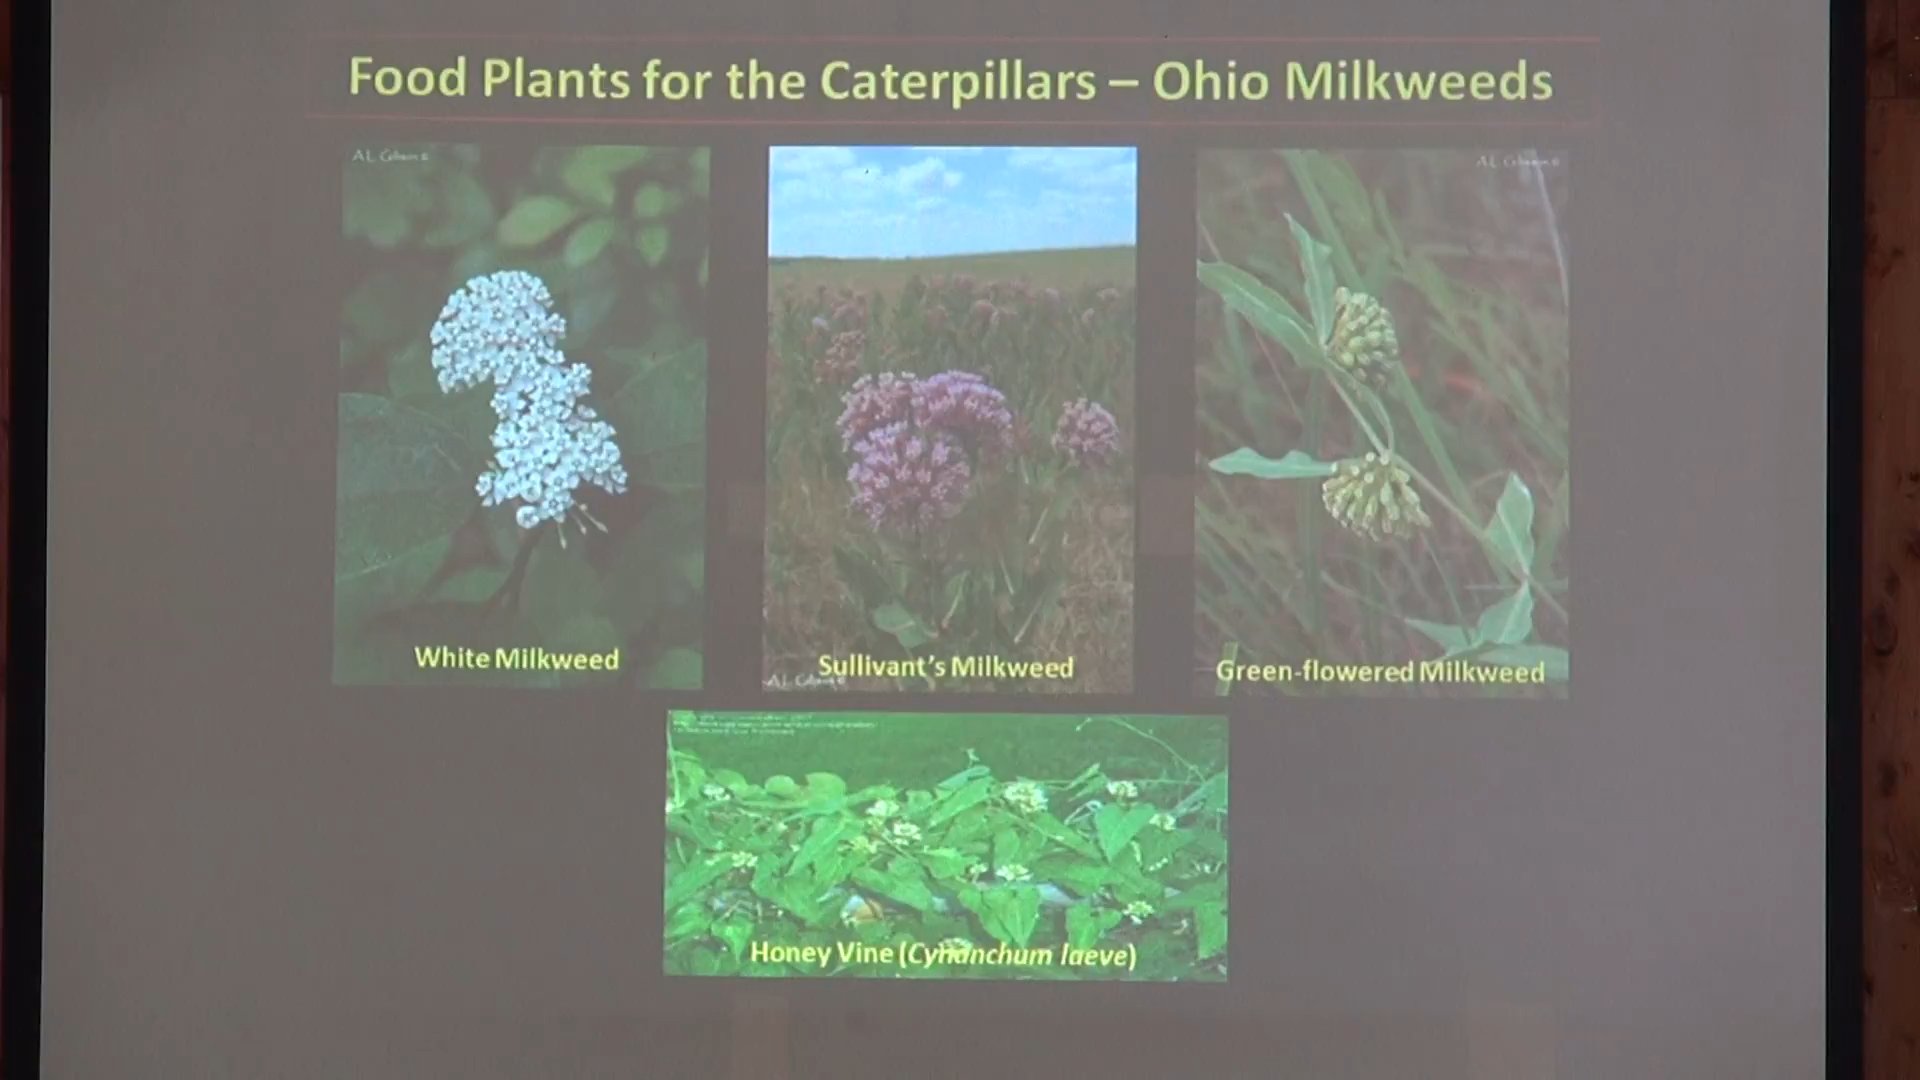 Food Plants for the Caterpillars – Ohio Milkweeds
White Milkweed
Sullivant's Milkweed
Green-flowered Milkweed
Honey Vine (Cynanchum laeve)